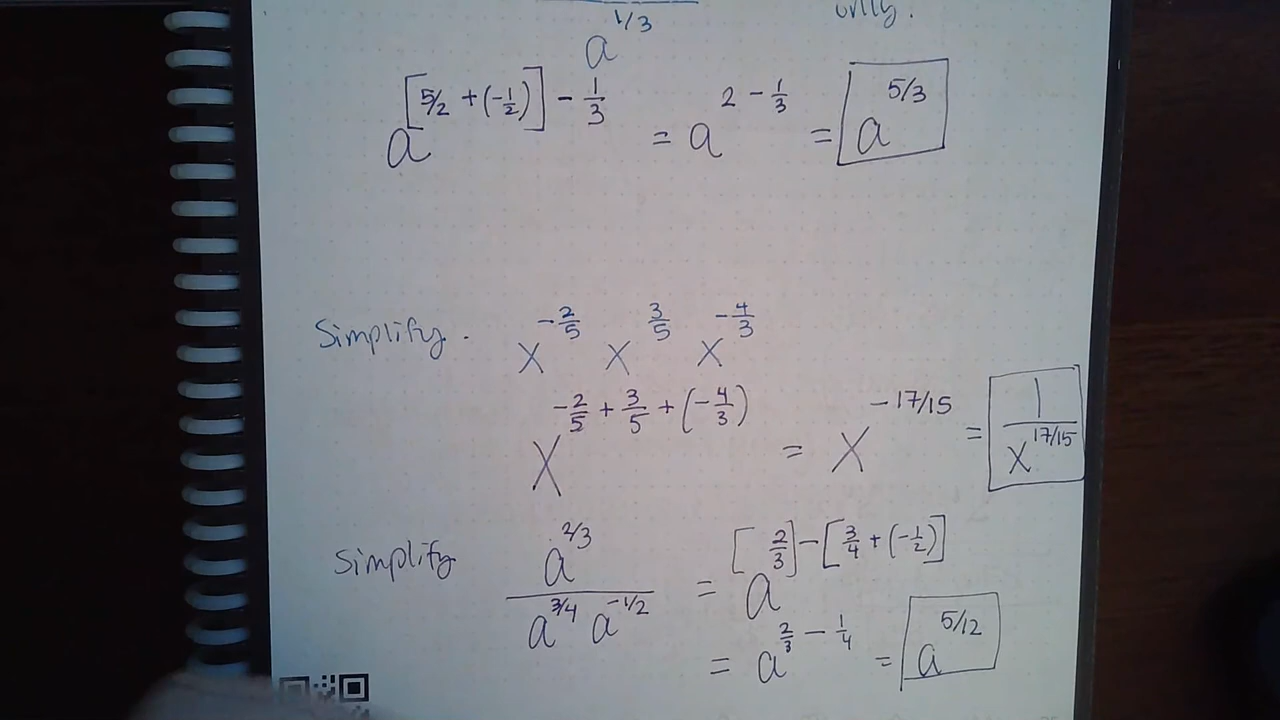 a^{1/3} only.
a^{[5/2 + (-1/2)] - 1/3} = a^{2 - 1/3} = a^{5/3}
Simplify. x^{-2/5} x^{3/5} x^{-4/3}
x^{-2/5 + 3/5 + (-4/3)} = x^{-17/15} = 1/x^{17/15}
Simplify a^{2/3} / (a^{3/4} a^{-1/2}) = a^{[2/3] - [3/4 + (-1/2)]}
= a^{2/3 - 1/4} = a^{5/12}